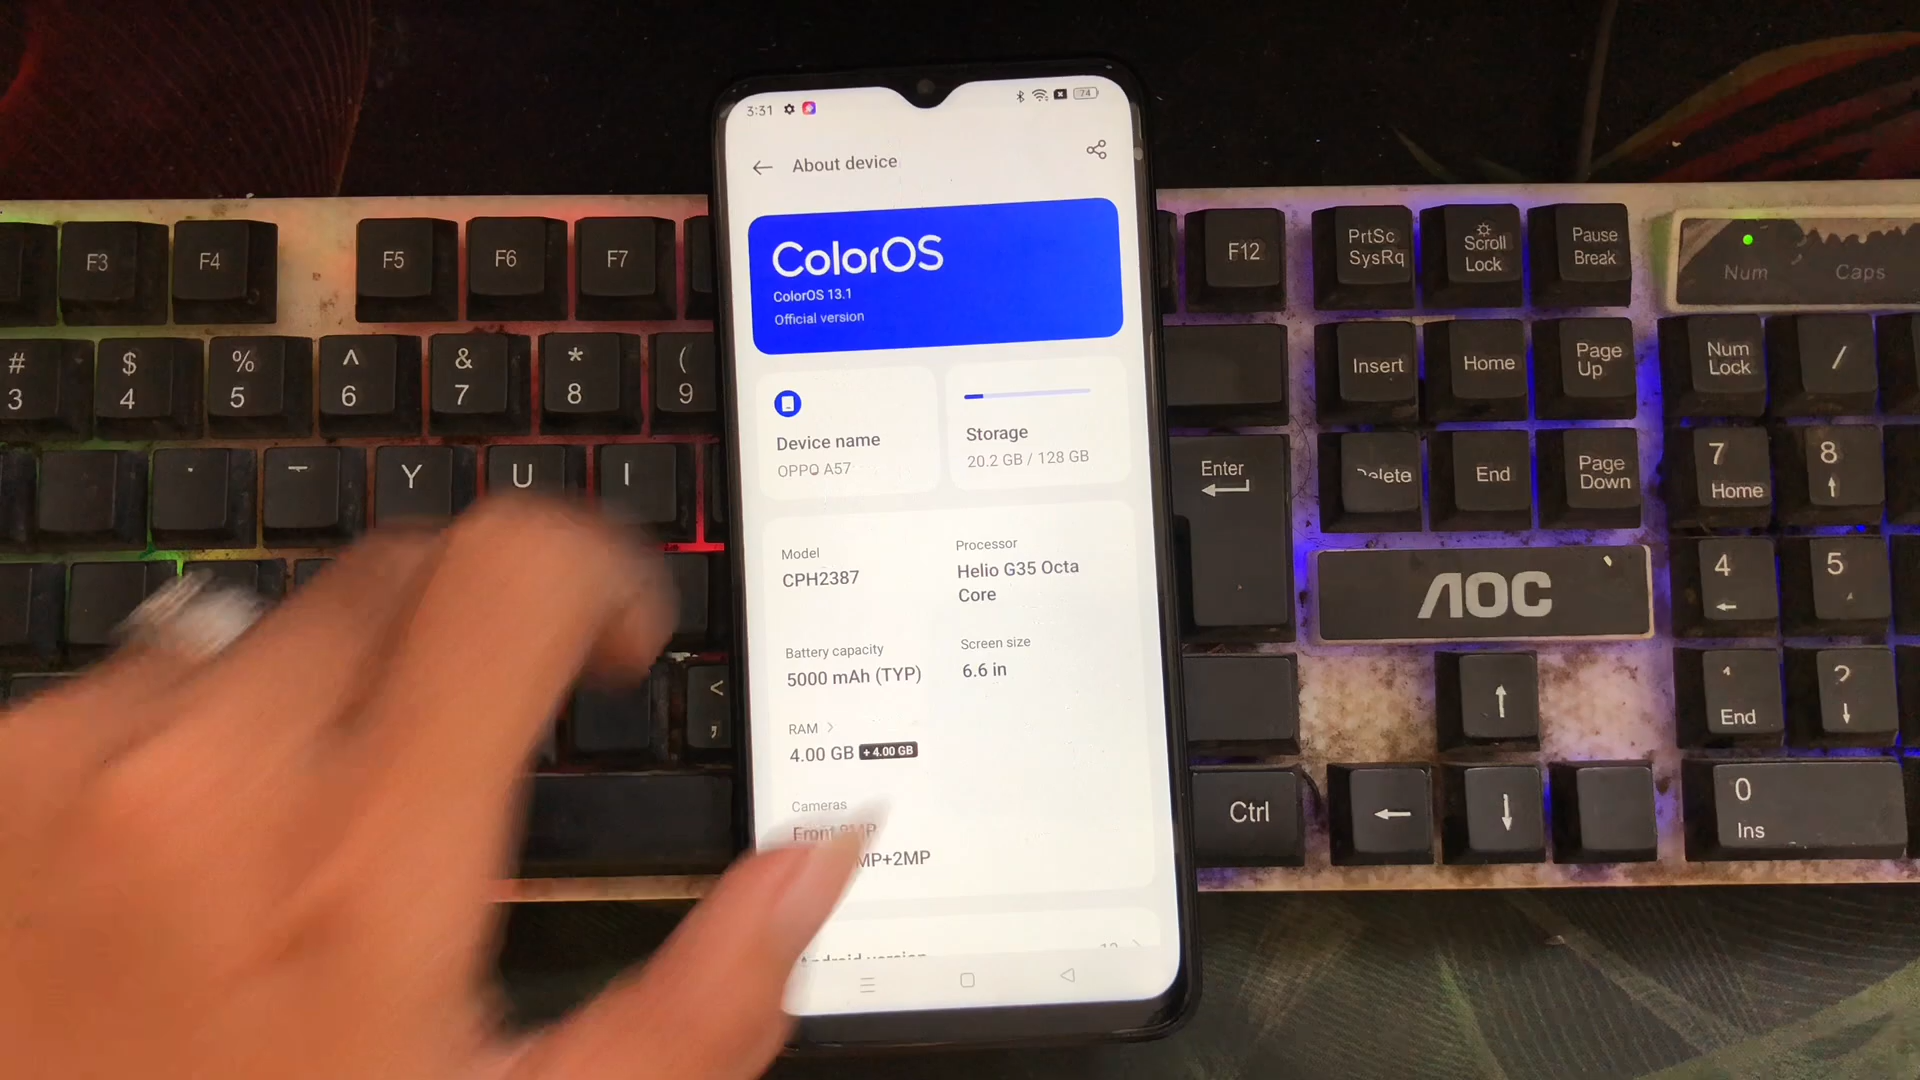 3:31
74
About device
ColorOS
ColorOS 13.1
Official version
Device name
OPPO A57
Storage
20.2 GB / 128 GB
Model
CPH2387
Processor
Helio G35 Octa
Core
Battery capacity
5000 mAh (TYP)
Screen size
6.6 in
RAM >
4.00 GB + 4.00 GB
Cameras
Front 8MP
MP+2MP
Android version
F3
F4
F5
F6
F7
F12
PrtSc
SysRq
Scroll
Lock
Pause
Break
Num
Caps
#
3
$
4
%
5
^
6
&
7
*
8
(
9
Insert
Home
Page
Up
Num
Lock
/
Y
U
I
Enter
End
Page
Down
7
Home
8
AOC
4
5
<
,
End
Ctrl
0
Ins